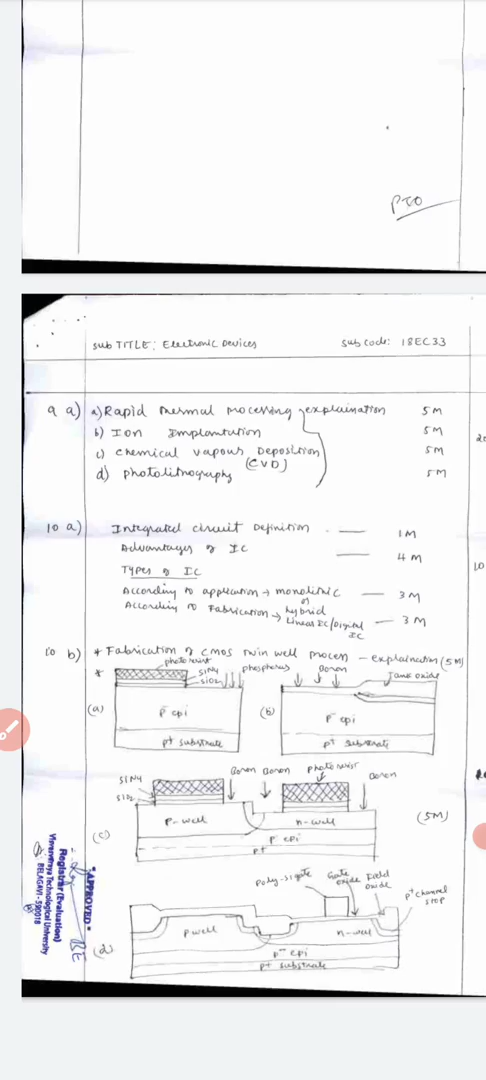 PTO
Sub TITLE: Electronic Devices Sub code: 18EC33
9 a) a) Rapid thermal processing explaination 5M
b) Ion Implantation 5M
c) chemical vapous Deposition (CVD) 5M
d) photolithography 5M
10 a) Integrated circuit Definition — 1M
Advantages of IC — 4M
Types of IC
According to application → monolithic or hybrid — 3M
According to Fabrication → Linear IC/Digital IC — 3M
10 b) * Fabrication of CMOS twin well process – explaination (5M)
photo resist
* SiN4 phosphorus Boron Tank oxide
SiO2
(a) p- epi (b) p- epi
p+ substrate p+ substrate
SiN4 Boron Boron photo resist Boron
SiO2
p-well n-well (5M)
(c) p- epi
p+
poly-si gate Gate oxide Field oxide
p+ channel stop
p well n-well
(d) p- epi
p+ substrate
"APPROVED"
Registrar (Evaluation)
Visvesvaraya Technological University
BELAGAVI - 590018